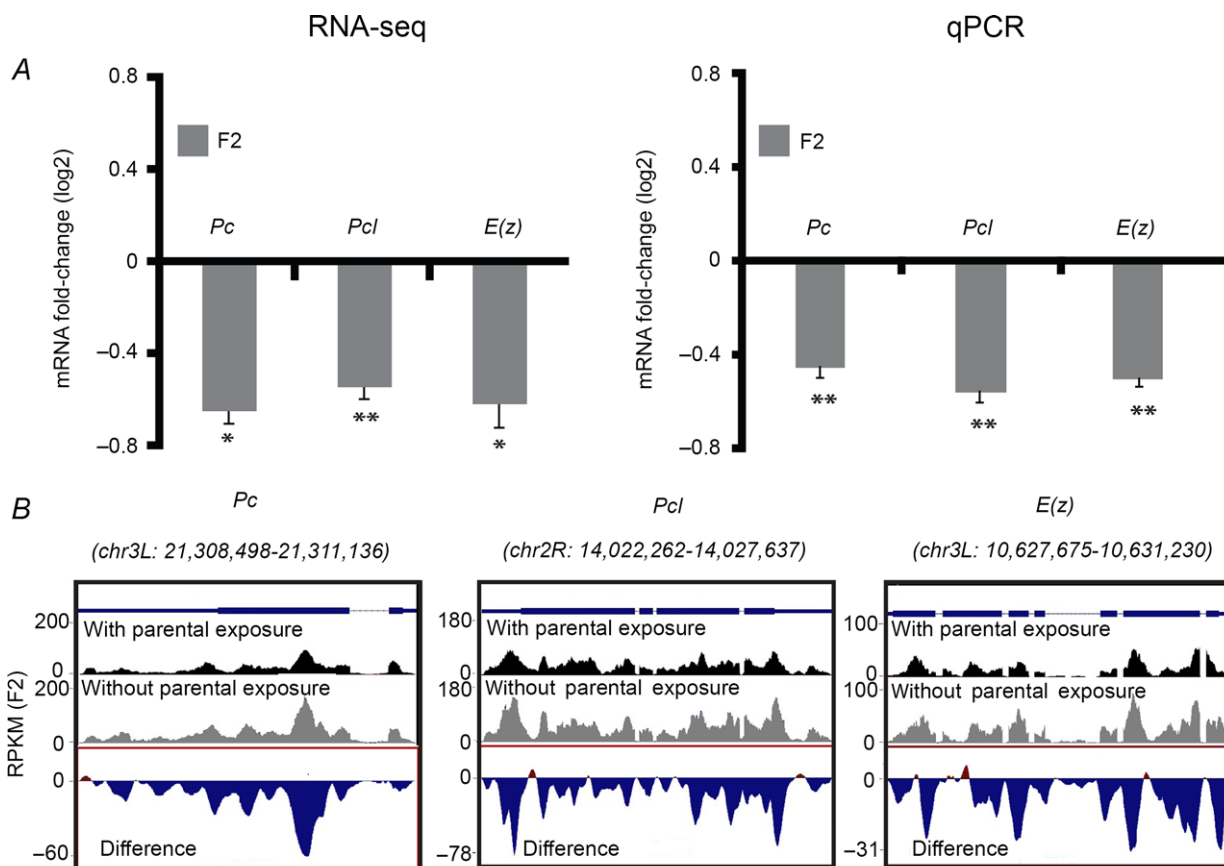 RNA-seq qPCR
A
0.8 0.8
F2 F2
0.4 0.4
mRNA fold-change (log2) mRNA fold-change (log2)
Pc Pcl E(z) Pc Pcl E(z)
0 0
–0.4 –0.4
* ** * ** ** **
–0.8 –0.8
B
Pc Pcl E(z)
(chr3L: 21,308,498-21,311,136) (chr2R: 14,022,262-14,027,637) (chr3L: 10,627,675-10,631,230)
200 180 100
With parental exposure With parental exposure With parental exposure
0 0 0
200 180 100
Without parental exposure Without parental exposure Without parental exposure
RPKM (F2)
0 0 0
0 0 0
–60 –78 –31
Difference Difference Difference